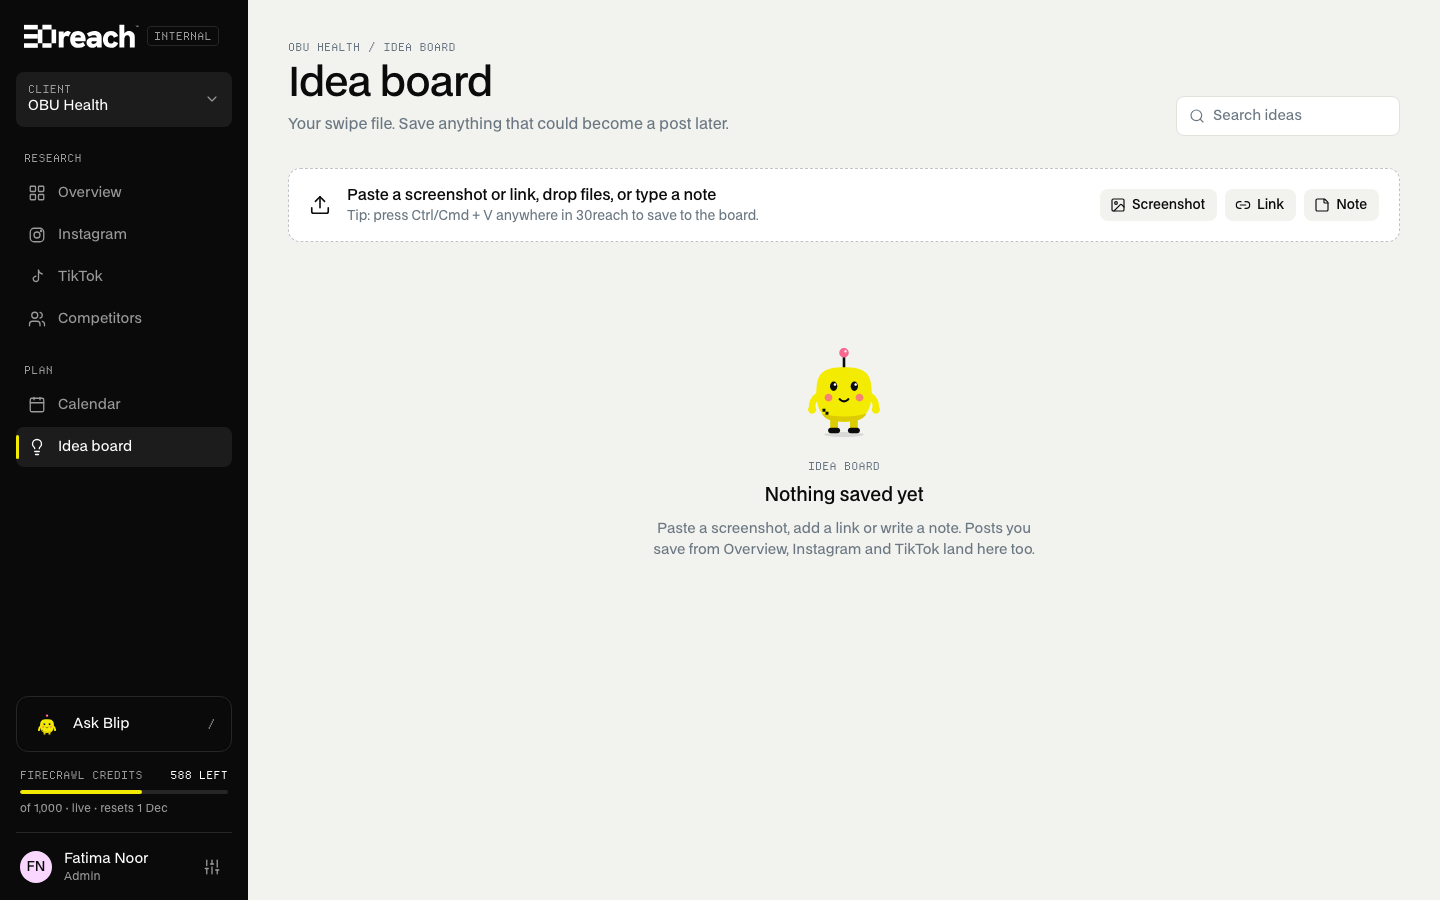 30reach
INTERNAL
CLIENT
OBU Health
RESEARCH
Overview
Instagram
TikTok
Competitors
PLAN
Calendar
Idea board
Ask Blip /
FIRECRAWL CREDITS 588 LEFT
of 1,000 · live · resets 1 Dec
FN
Fatima Noor
Admin
OBU HEALTH / IDEA BOARD
Idea board
Your swipe file. Save anything that could become a post later.
Search ideas
Paste a screenshot or link, drop files, or type a note
Tip: press Ctrl/Cmd + V anywhere in 30reach to save to the board.
Screenshot
Link
Note
IDEA BOARD
Nothing saved yet
Paste a screenshot, add a link or write a note. Posts you
save from Overview, Instagram and TikTok land here too.